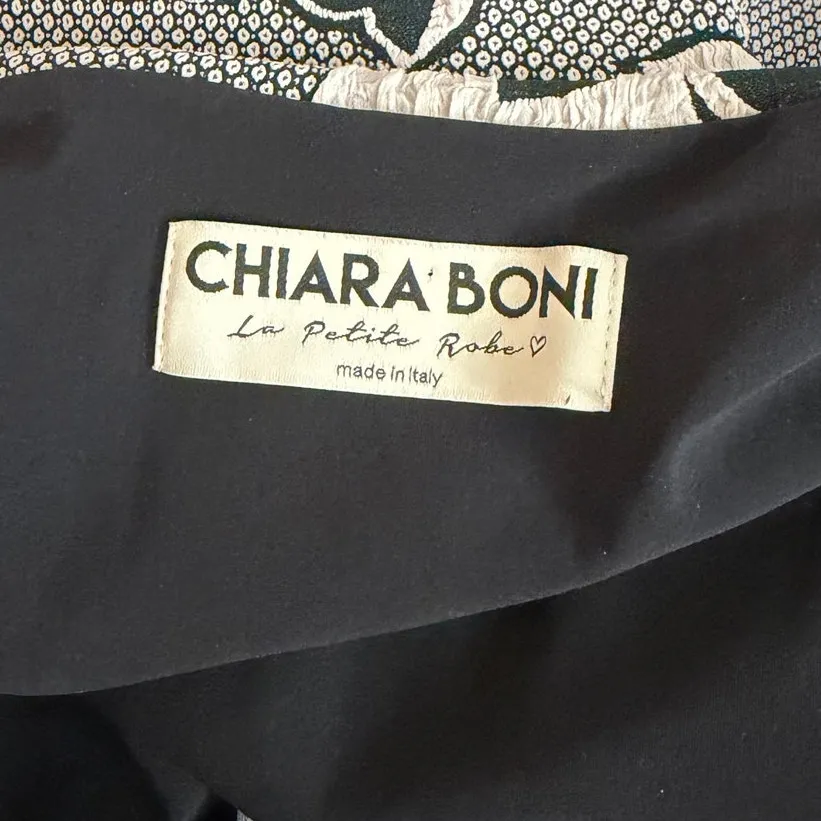 CHIARA BONI
La Petite Robe♡
made in Italy